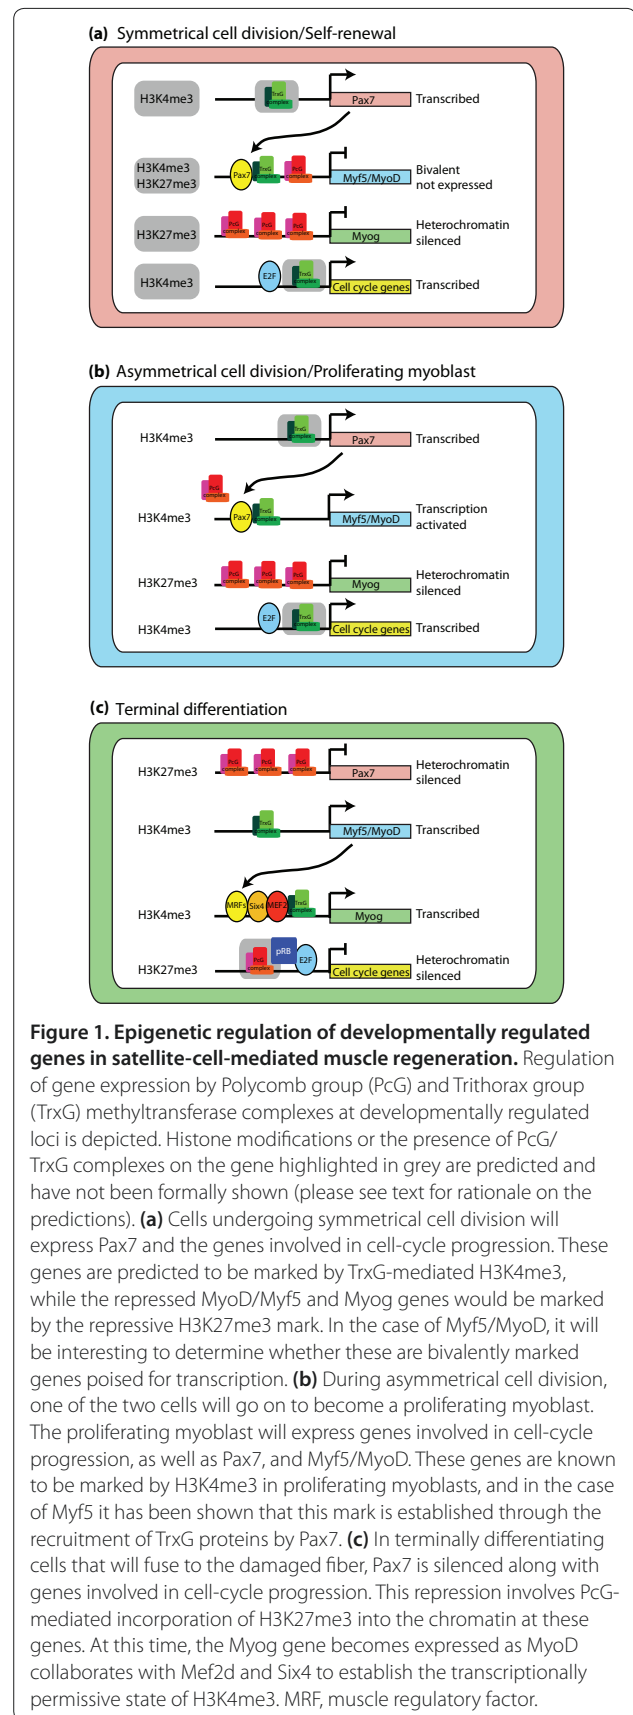 (a) Symmetrical cell division/Self-renewal
H3K4me3
TrxG
complex
Pax7
Transcribed
H3K4me3
H3K27me3
Pax7
TrxG
complex
PcG
complex
Myf5/MyoD
Bivalent
not expressed
H3K27me3
PcG
complex
PcG
complex
PcG
complex
Myog
Heterochromatin
silenced
H3K4me3
E2F
TrxG
complex
Cell cycle genes
Transcribed
(b) Asymmetrical cell division/Proliferating myoblast
H3K4me3
TrxG
complex
Pax7
Transcribed
PcG
complex
H3K4me3
Pax7
TrxG
complex
Myf5/MyoD
Transcription
activated
H3K27me3
PcG
complex
PcG
complex
PcG
complex
Myog
Heterochromatin
silenced
H3K4me3
E2F
TrxG
complex
Cell cycle genes
Transcribed
(c) Terminal differentiation
H3K27me3
PcG
complex
PcG
complex
PcG
complex
Pax7
Heterochromatin
silenced
H3K4me3
TrxG
complex
Myf5/MyoD
Transcribed
H3K4me3
MRFs
Six4
MEF2
TrxG
complex
Myog
Transcribed
H3K27me3
PcG
complex
pRB
E2F
Cell cycle genes
Heterochromatin
silenced
Figure 1. Epigenetic regulation of developmentally regulated
genes in satellite-cell-mediated muscle regeneration. Regulation
of gene expression by Polycomb group (PcG) and Trithorax group
(TrxG) methyltransferase complexes at developmentally regulated
loci is depicted. Histone modifications or the presence of PcG/
TrxG complexes on the gene highlighted in grey are predicted and
have not been formally shown (please see text for rationale on the
predictions). (a) Cells undergoing symmetrical cell division will
express Pax7 and the genes involved in cell-cycle progression. These
genes are predicted to be marked by TrxG-mediated H3K4me3,
while the repressed MyoD/Myf5 and Myog genes would be marked
by the repressive H3K27me3 mark. In the case of Myf5/MyoD, it will
be interesting to determine whether these are bivalently marked
genes poised for transcription. (b) During asymmetrical cell division,
one of the two cells will go on to become a proliferating myoblast.
The proliferating myoblast will express genes involved in cell-cycle
progression, as well as Pax7, and Myf5/MyoD. These genes are known
to be marked by H3K4me3 in proliferating myoblasts, and in the case
of Myf5 it has been shown that this mark is established through the
recruitment of TrxG proteins by Pax7. (c) In terminally differentiating
cells that will fuse to the damaged fiber, Pax7 is silenced along with
genes involved in cell-cycle progression. This repression involves PcG-
mediated incorporation of H3K27me3 into the chromatin at these
genes. At this time, the Myog gene becomes expressed as MyoD
collaborates with Mef2d and Six4 to establish the transcriptionally
permissive state of H3K4me3. MRF, muscle regulatory factor.